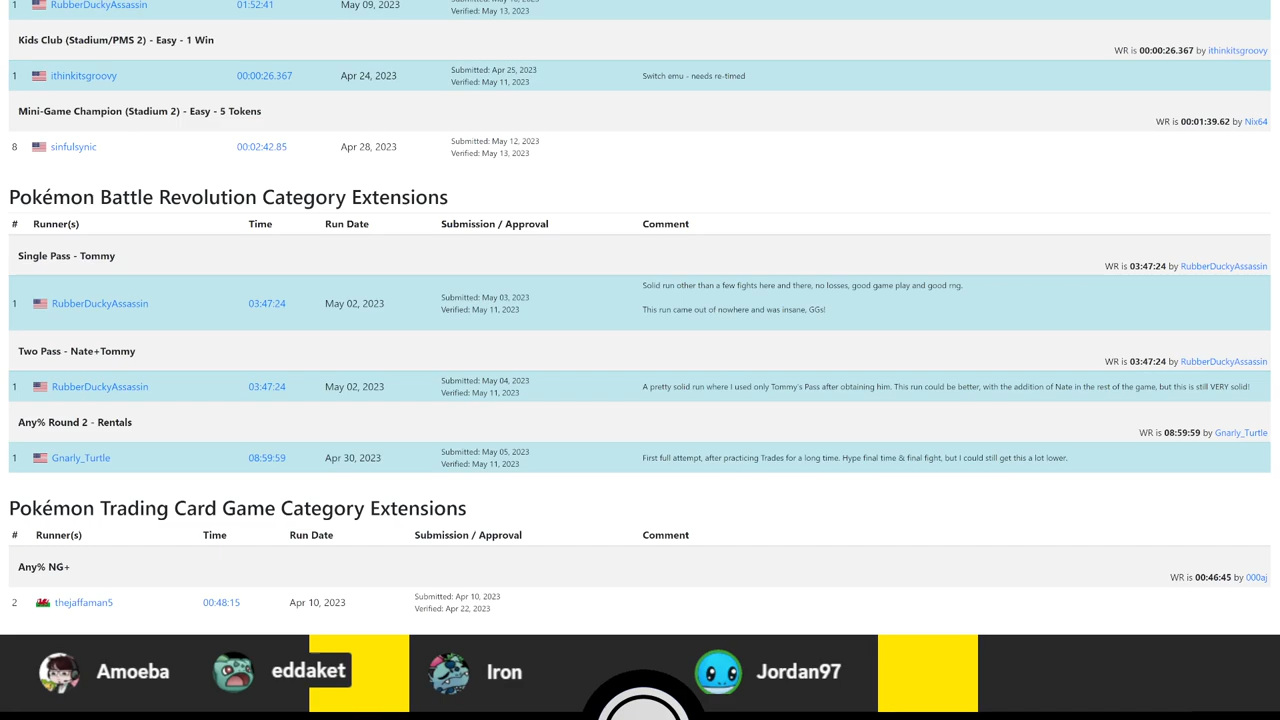 1 RubberDuckyAssassin 01:52:41 May 09, 2023
Verified: May 13, 2023
Kids Club (Stadium/PMS 2) - Easy - 1 Win
WR is 00:00:26.367 by ithinkitsgroovy
1 ithinkitsgroovy 00:00:26.367 Apr 24, 2023 Submitted: Apr 25, 2023 Switch emu - needs re-timed
Verified: May 11, 2023
Mini-Game Champion (Stadium 2) - Easy - 5 Tokens
WR is 00:01:39.62 by Nix64
8 sinfulsynic 00:02:42.85 Apr 28, 2023 Submitted: May 12, 2023
Verified: May 13, 2023
Pokémon Battle Revolution Category Extensions
# Runner(s) Time Run Date Submission / Approval Comment
Single Pass - Tommy
WR is 03:47:24 by RubberDuckyAssassin
Solid run other than a few fights here and there, no losses, good game play and good rng.
1 RubberDuckyAssassin 03:47:24 May 02, 2023 Submitted: May 03, 2023
Verified: May 11, 2023 This run came out of nowhere and was insane, GGs!
Two Pass - Nate+Tommy
WR is 03:47:24 by RubberDuckyAssassin
1 RubberDuckyAssassin 03:47:24 May 02, 2023 Submitted: May 04, 2023 A pretty solid run where I used only Tommy's Pass after obtaining him. This run could be better, with the addition of Nate in the rest of the game, but this is still VERY solid!
Verified: May 11, 2023
Any% Round 2 - Rentals
WR is 08:59:59 by Gnarly_Turtle
1 Gnarly_Turtle 08:59:59 Apr 30, 2023 Submitted: May 05, 2023 First full attempt, after practicing Trades for a long time. Hype final time & final fight, but I could still get this a lot lower.
Verified: May 11, 2023
Pokémon Trading Card Game Category Extensions
# Runner(s) Time Run Date Submission / Approval Comment
Any% NG+
WR is 00:46:45 by 000aj
2 thejaffaman5 00:48:15 Apr 10, 2023 Submitted: Apr 10, 2023
Verified: Apr 22, 2023
Amoeba eddaket Iron Jordan97